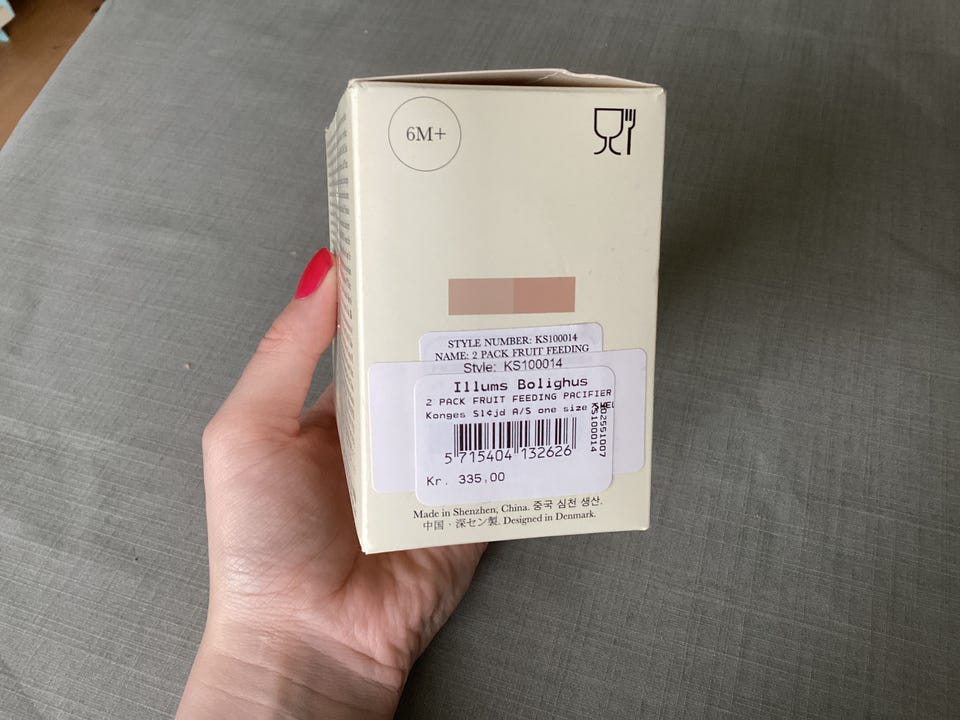 6M+
STYLE NUMBER: KS100014
NAME: 2 PACK FRUIT FEEDING
Style: KS100014
Illums Bolighus
2 PACK FRUIT FEEDING PACIFIER
Konges Sl¢jd A/S one size
KS100014
5 715404 132626
Kr. 335,00
Made in Shenzhen, China. 중국 심천 생산.
中国・深セン製. Designed in Denmark.